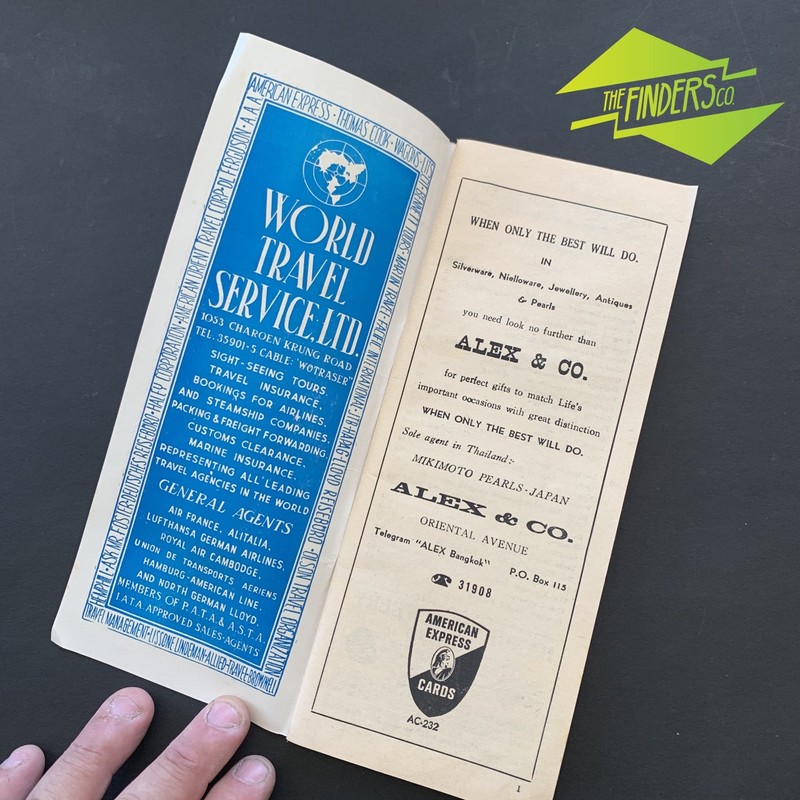 THE FINDERS CO.
AMERICAN EXPRESS · THOMAS COOK · WAGONS-LITS
WORLD
TRAVEL
SERVICE, LTD.
1053 CHAROEN KRUNG ROAD
TEL. 35901-5 CABLE: "WOTRASER"
SIGHT-SEEING TOURS.
TRAVEL INSURANCE.
BOOKINGS FOR AIRLINES.
AND STEAMSHIP COMPANIES.
PACKING & FREIGHT FORWARDING
CUSTOMS CLEARANCE.
MARINE INSURANCE.
REPRESENTING ALL LEADING
TRAVEL AGENCIES IN THE WORLD
GENERAL AGENTS
AIR FRANCE, ALITALIA,
LUFTHANSA GERMAN AIRLINES,
ROYAL AIR CAMBODGE,
UNION DE TRANSPORTS AERIENS
HAMBURG-AMERICAN LINE,
AND NORTH GERMAN LLOYD.
MEMBERS OF P.A.T.A & A.S.T.A.
I.A.T.A APPROVED SALES-AGENTS
TRAVEL MANAGEMENT·LISSONE LINDEMAN·ALLIED·TRAVEL·BROWNELL
WHEN ONLY THE BEST WILL DO.
IN
Silverware, Nielloware, Jewellery, Antiques
& Pearls
you need look no further than
ALEX & CO.
for perfect gifts to match Life's
important occasions with great distinction
WHEN ONLY THE BEST WILL DO.
Sole agent in Thailand:-
MIKIMOTO PEARLS-JAPAN
ALEX & CO.
ORIENTAL AVENUE
Telegram "ALEX Bangkok" P.O. Box 115
31908
AMERICAN
EXPRESS
CARDS
AC-232
1